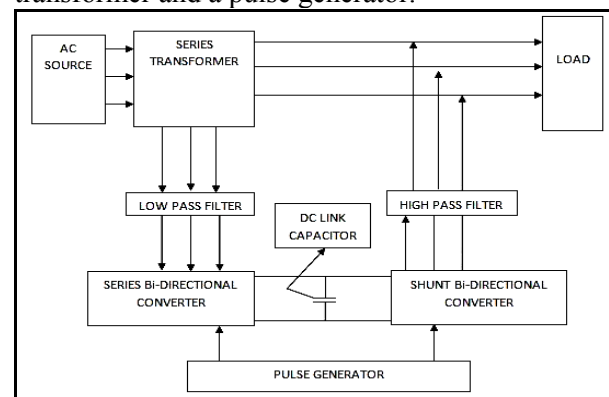 transformer and a pulse generator.
AC
SOURCE
SERIES
TRANSFORMER
LOAD
LOW PASS FILTER
HIGH PASS FILTER
DC LINK
CAPACITOR
SERIES Bi-DIRECTIONAL
CONVERTER
SHUNT Bi-DIRECTIONAL
CONVERTER
PULSE GENERATOR